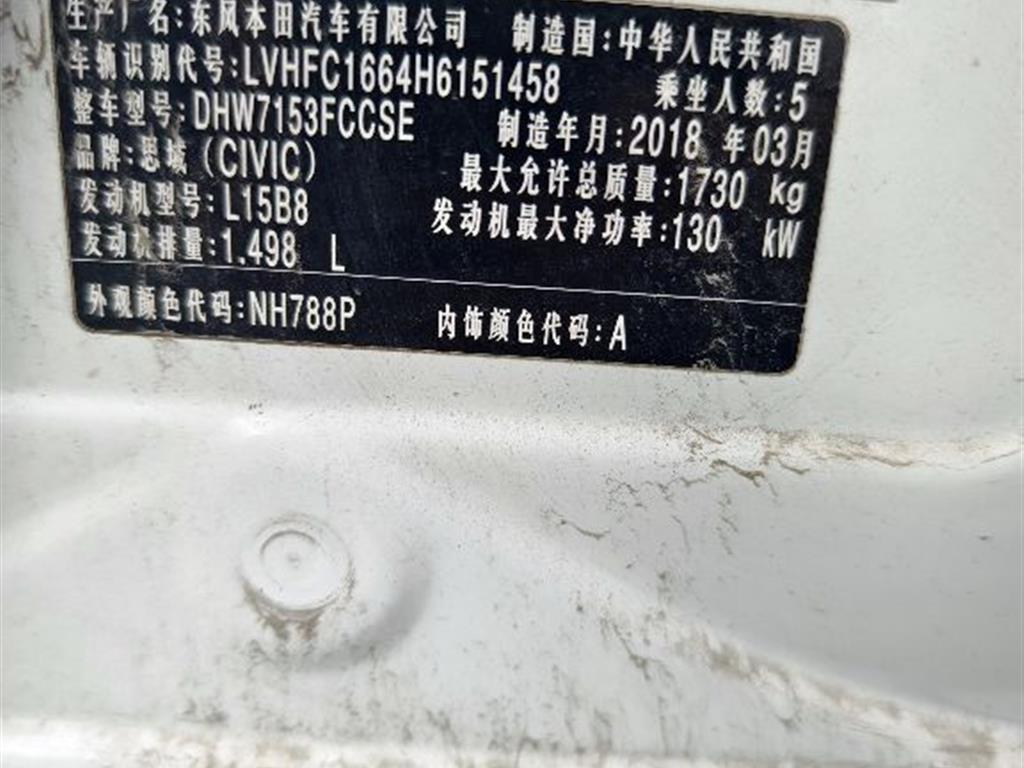 生产厂名:东风本田汽车有限公司 制造国:中华人民共和国
车辆识别代号:LVHFC1664H6151458 乘坐人数:5
整车型号:DHW7153FCCSE 制造年月:2018 年 03月
品牌:思域(CIVIC) 最大允许总质量:1730 kg
发动机型号:L15B8 发动机最大净功率:130 kW
发动机排量:1.498 L
外观颜色代码:NH788P 内饰颜色代码:A